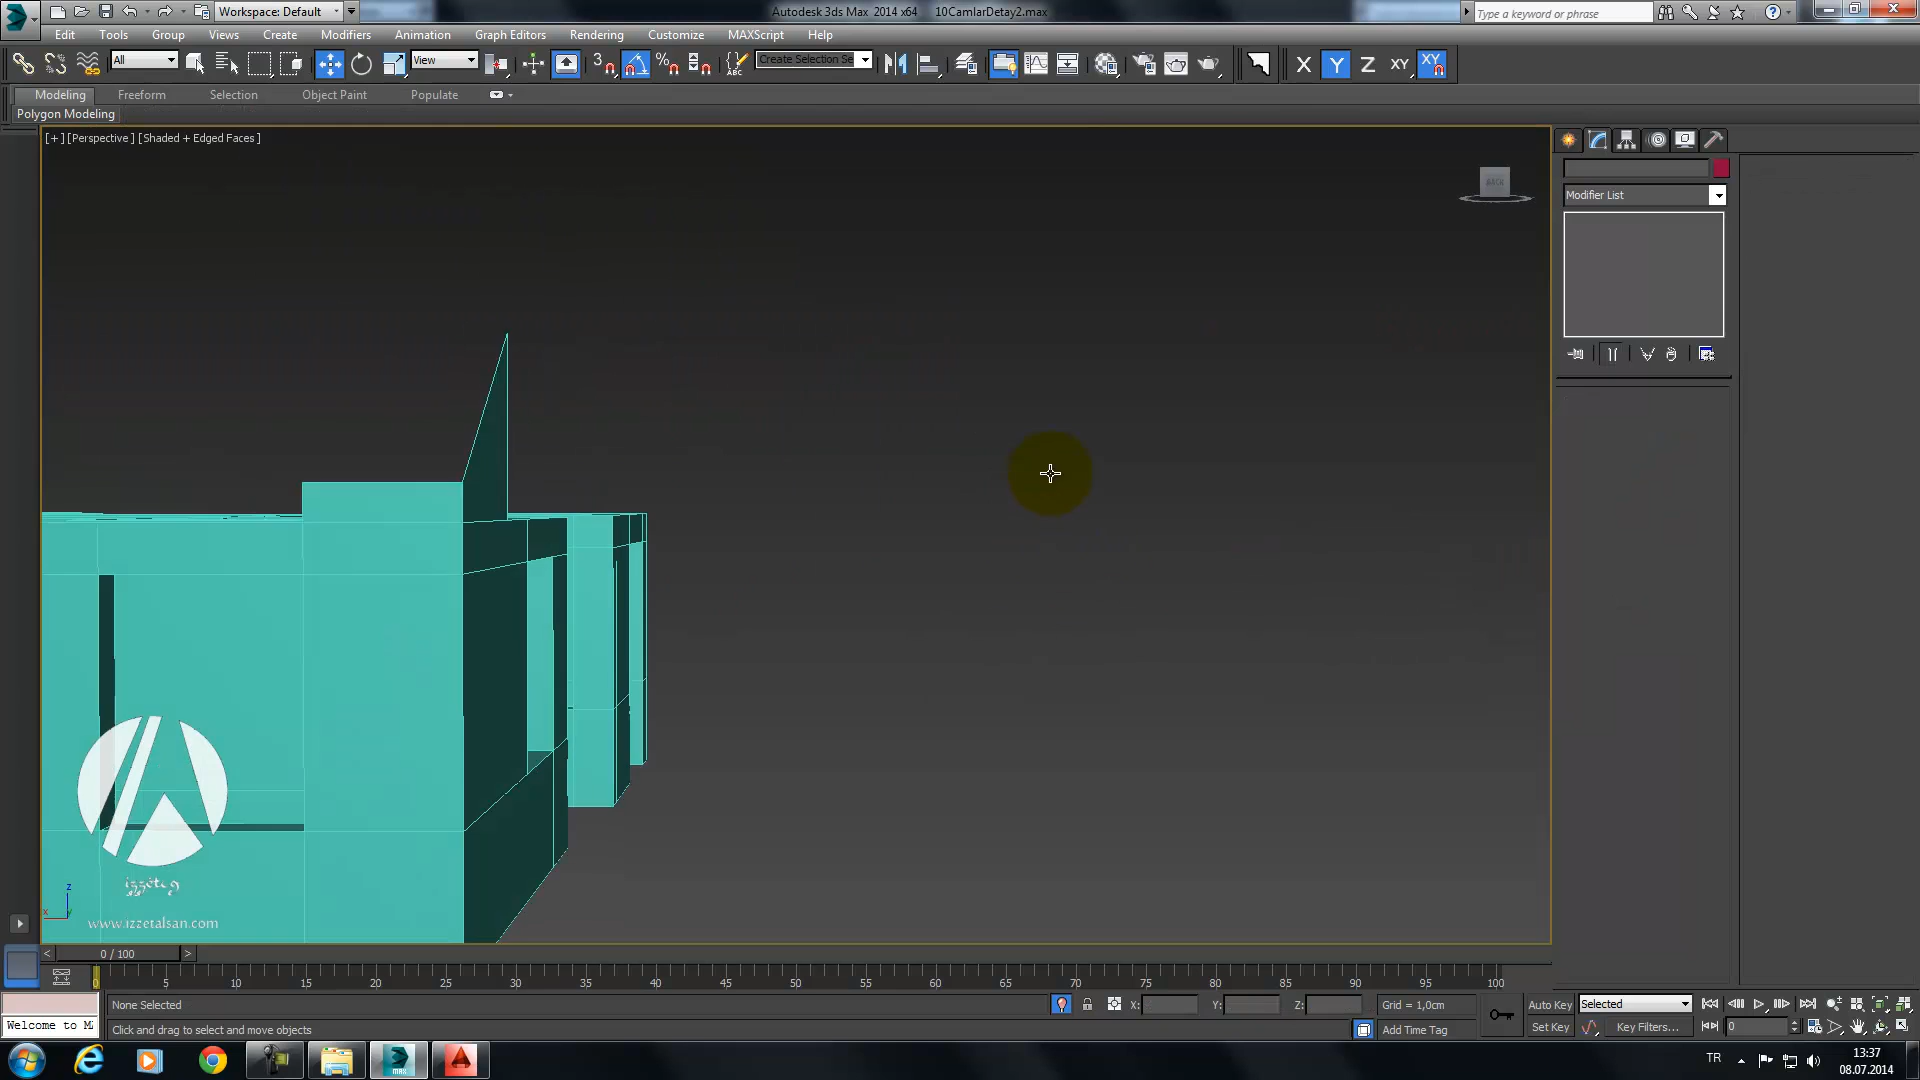 Workspace: Default
Autodesk 3ds Max 2014 x64 10CamlarDetay2.max
Type a keyword or phrase
Edit Tools Group Views Create Modifiers Animation Graph Editors Rendering Customize MAXScript Help
All View Create Selection Se X Y Z XY XY
Modeling Freeform Selection Object Paint Populate
Polygon Modeling
[+] [Perspective] [Shaded + Edged Faces]
BACK
Modifier List
z
x y
www.izzetalsan.com
< 0 / 100 >
0 5 10 15 20 25 30 35 40 45 50 55 60 65 70 75 80 85 90 95 100
None Selected X: Y: Z: Grid = 1,0cm Auto Key Selected
Welcome to M
Click and drag to select and move objects Add Time Tag Set Key Key Filters... 0
MAX
TR 13:37
08.07.2014